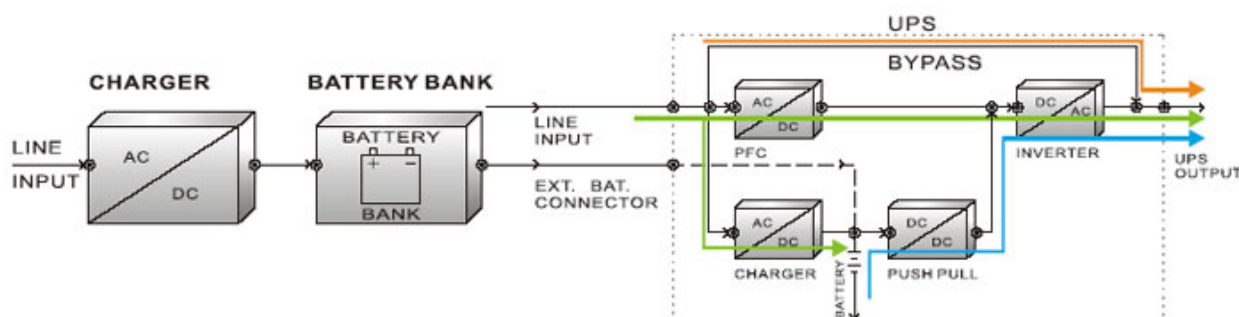 UPS
BYPASS
CHARGER
BATTERY BANK
LINE
INPUT
AC
DC
BATTERY
+ -
BANK
LINE
INPUT
EXT. BAT.
CONNECTOR
AC
DC
PFC
DC
AC
INVERTER
UPS
OUTPUT
AC
DC
CHARGER
BATTERY
DC
DC
PUSH PULL